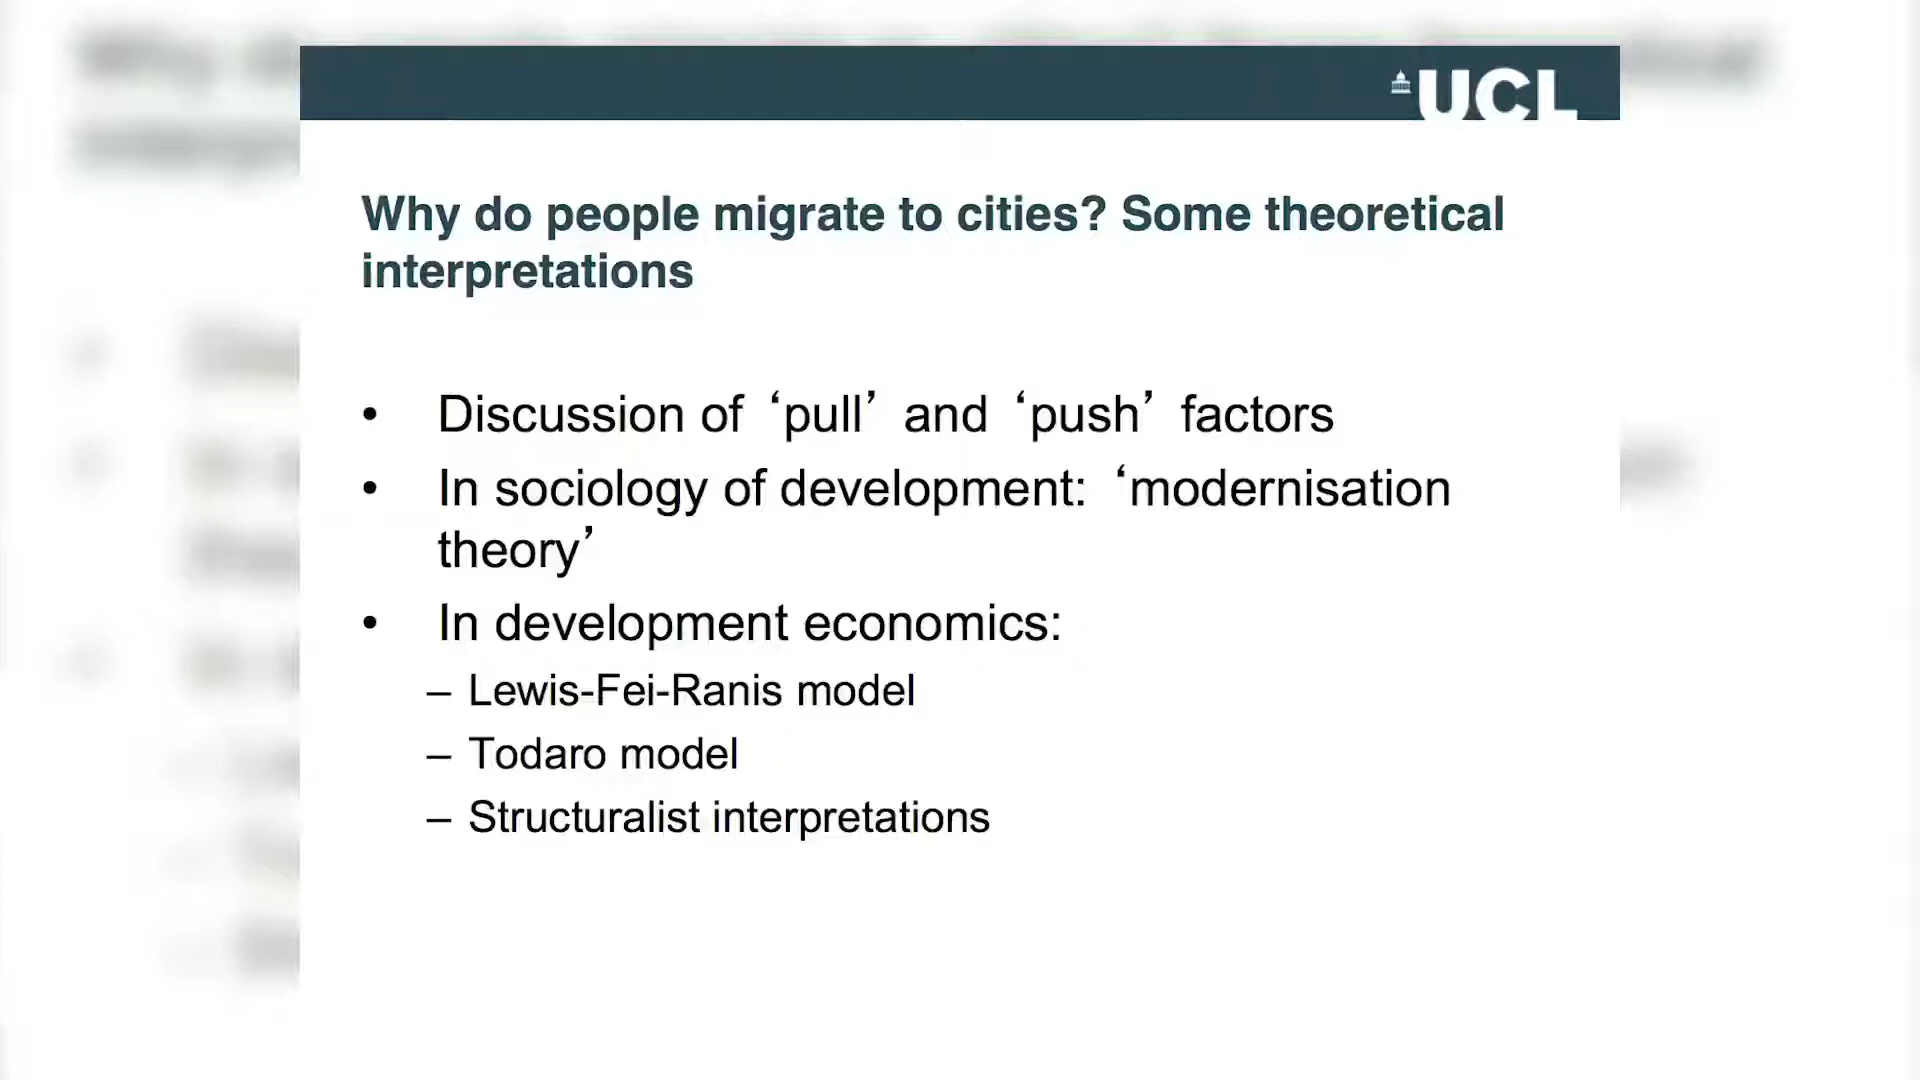 UCL
Why do people migrate to cities? Some theoretical
interpretations
• Discussion of ‘pull’ and ‘push’ factors
• In sociology of development: ‘modernisation
theory’
• In development economics:
– Lewis-Fei-Ranis model
– Todaro model
– Structuralist interpretations